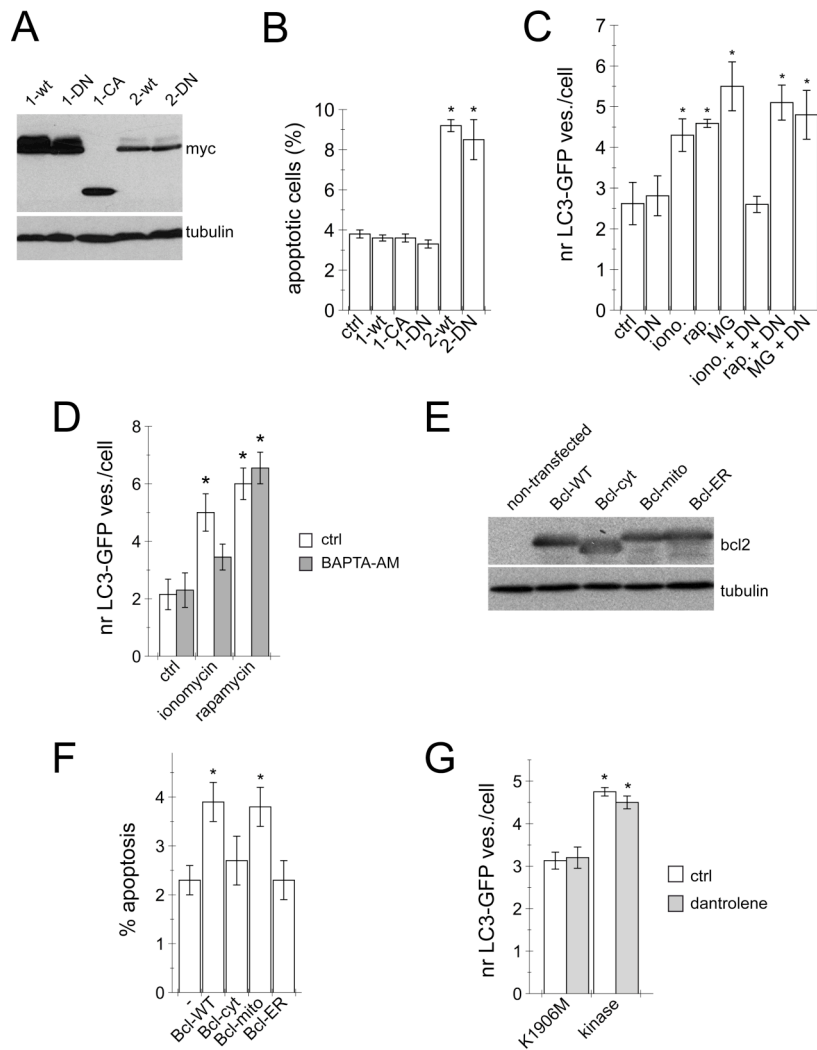 A
1-wt 1-DN 1-CA 2-wt 2-DN
myc
tubulin
B
apoptotic cells (%)
10
8
6
4
2
0
ctrl 1-wt 1-CA 1-DN 2-wt 2-DN
* *
C
nr LC3-GFP ves./cell
7
6
5
4
3
2
1
0
ctrl DN iono. rap. MG iono. + DN rap. + DN MG + DN
* * * * *
D
nr LC3-GFP ves./cell
8
6
4
2
0
ctrl ionomycin rapamycin
* * *
ctrl
BAPTA-AM
E
non-transfected Bcl-WT Bcl-cyt Bcl-mito Bcl-ER
bcl2
tubulin
F
% apoptosis
4
2
0
- Bcl-WT Bcl-cyt Bcl-mito Bcl-ER
* *
G
nr LC3-GFP ves./cell
5
4
3
2
1
0
K1906M kinase
* *
ctrl
dantrolene